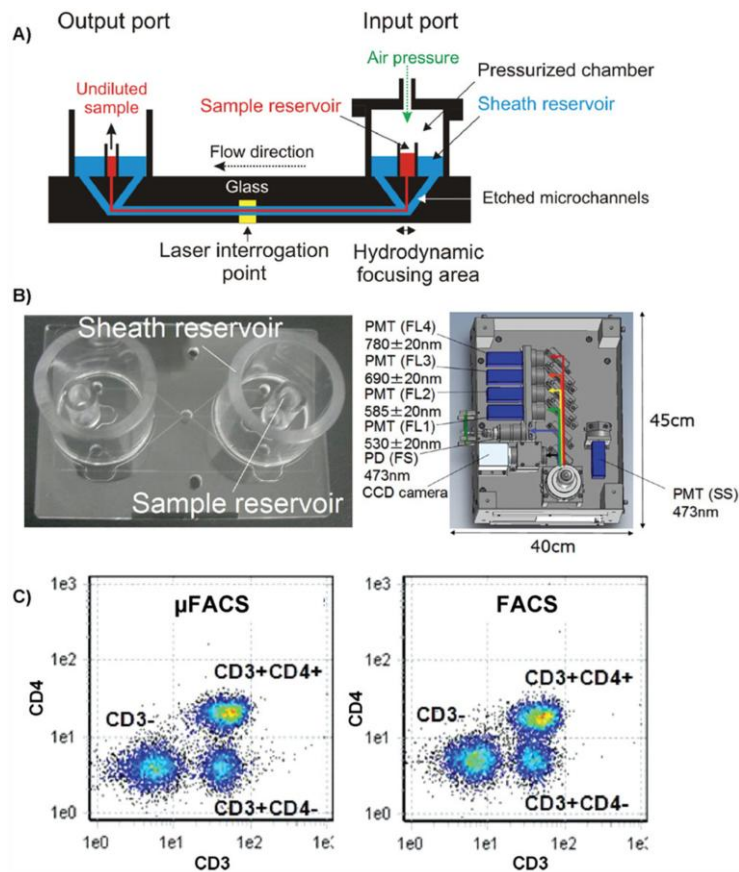 A)
Output port
Input port
Air pressure
Undiluted
sample
Sample reservoir
Pressurized chamber
Sheath reservoir
Flow direction
Glass
Etched microchannels
Laser interrogation
point
Hydrodynamic
focusing area
B)
Sheath reservoir
Sample reservoir
PMT (FL4)
780±20nm
PMT (FL3)
690±20nm
PMT (FL2)
585±20nm
PMT (FL1)
530±20nm
PD (FS)
473nm
CCD camera
45cm
PMT (SS)
473nm
40cm
C)
µFACS
1e3
1e2
1e1
1e0
CD4
CD3+CD4+
CD3-
CD3+CD4-
1e0
1e1
1e2
1e3
CD3
FACS
1e3
1e2
1e1
1e0
CD4
CD3+CD4+
CD3-
CD3+CD4-
1e0
1e1
1e2
1e3
CD3